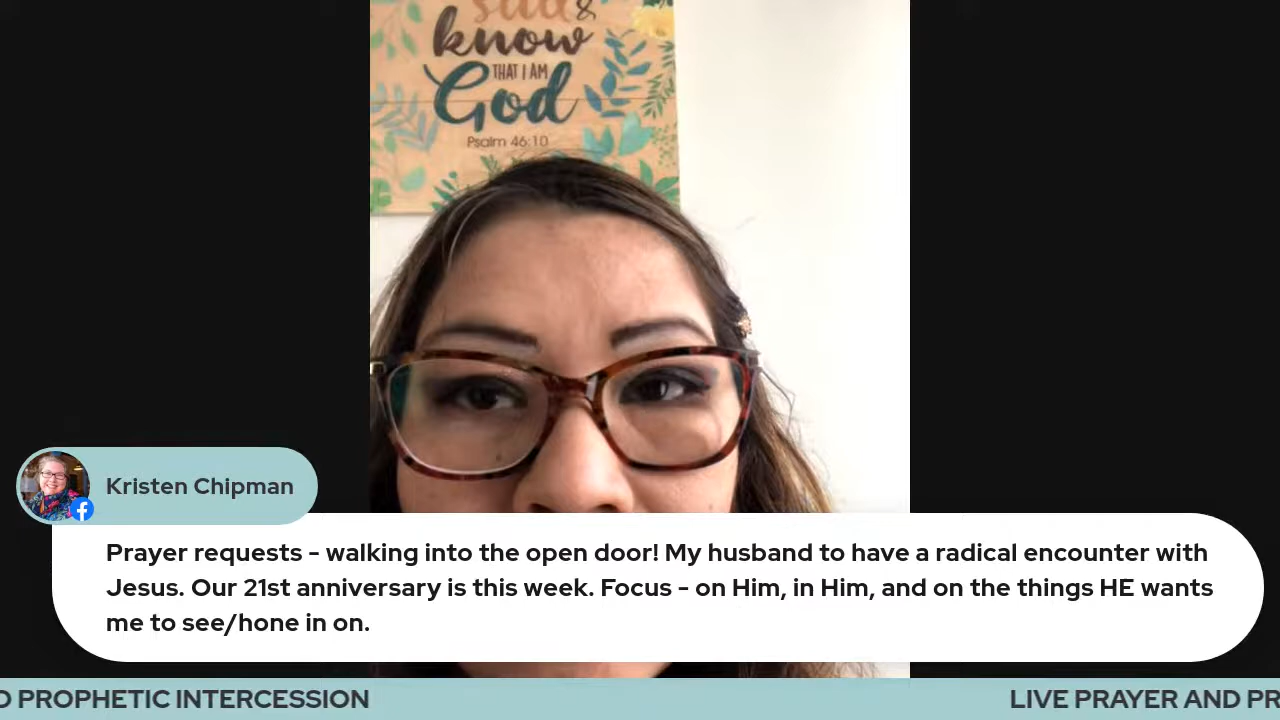 &
know
THAT I AM
God
Psalm 46:10
Kristen Chipman
Prayer requests - walking into the open door! My husband to have a radical encounter with
Jesus. Our 21st anniversary is this week. Focus - on Him, in Him, and on the things HE wants
me to see/hone in on.
PROPHETIC INTERCESSION
LIVE PRAYER AND